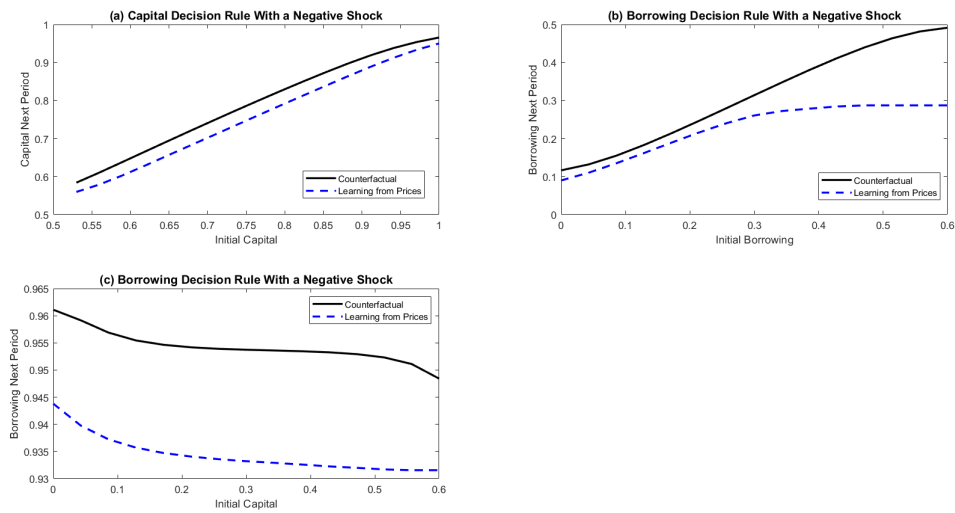 (a) Capital Decision Rule With a Negative Shock
Capital Next Period
1
0.9
0.8
0.7
0.6
0.5
Counterfactual
Learning from Prices
0.5 0.55 0.6 0.65 0.7 0.75 0.8 0.85 0.9 0.95 1
Initial Capital
(b) Borrowing Decision Rule With a Negative Shock
Borrowing Next Period
0.5
0.4
0.3
0.2
0.1
0
Counterfactual
Learning from Prices
0 0.1 0.2 0.3 0.4 0.5 0.6
Initial Borrowing
(c) Borrowing Decision Rule With a Negative Shock
Borrowing Next Period
0.965
0.96
0.955
0.95
0.945
0.94
0.935
0.93
Counterfactual
Learning from Prices
0 0.1 0.2 0.3 0.4 0.5 0.6
Initial Capital